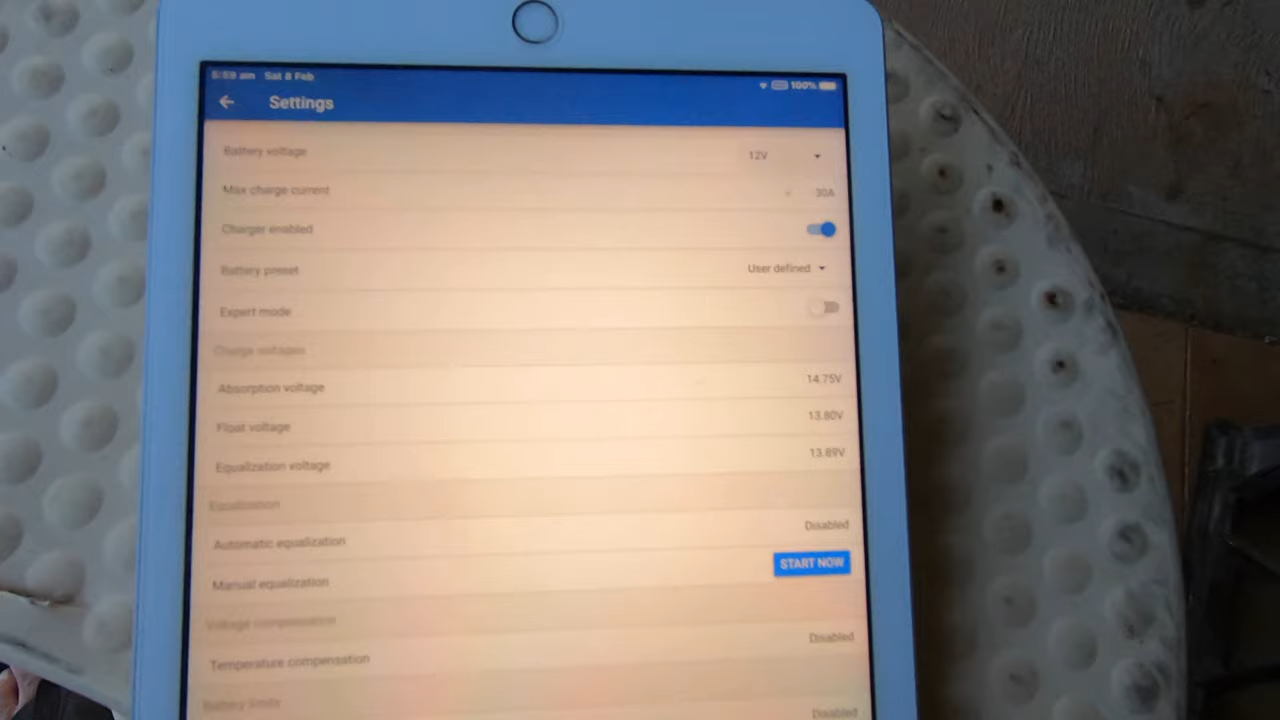 5:59 am Sat 8 Feb 100%
Settings
Battery voltage 12V
Max charge current 30A
Charger enabled
Battery preset User defined
Expert mode
Charge voltages
Absorption voltage 14.75V
Float voltage 13.80V
Equalization voltage 13.89V
Equalization
Automatic equalization Disabled
Manual equalization START NOW
Voltage compensation
Temperature compensation Disabled
Battery limits
Disabled